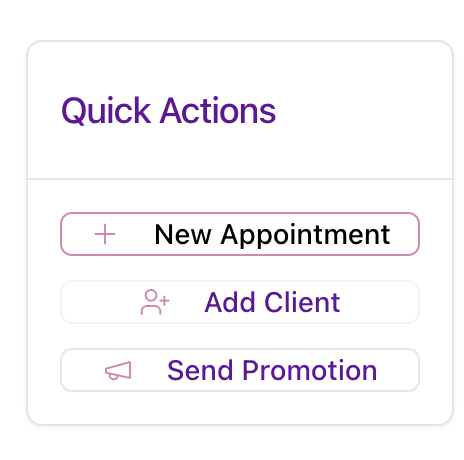 Quick Actions
New Appointment
Add Client
Send Promotion